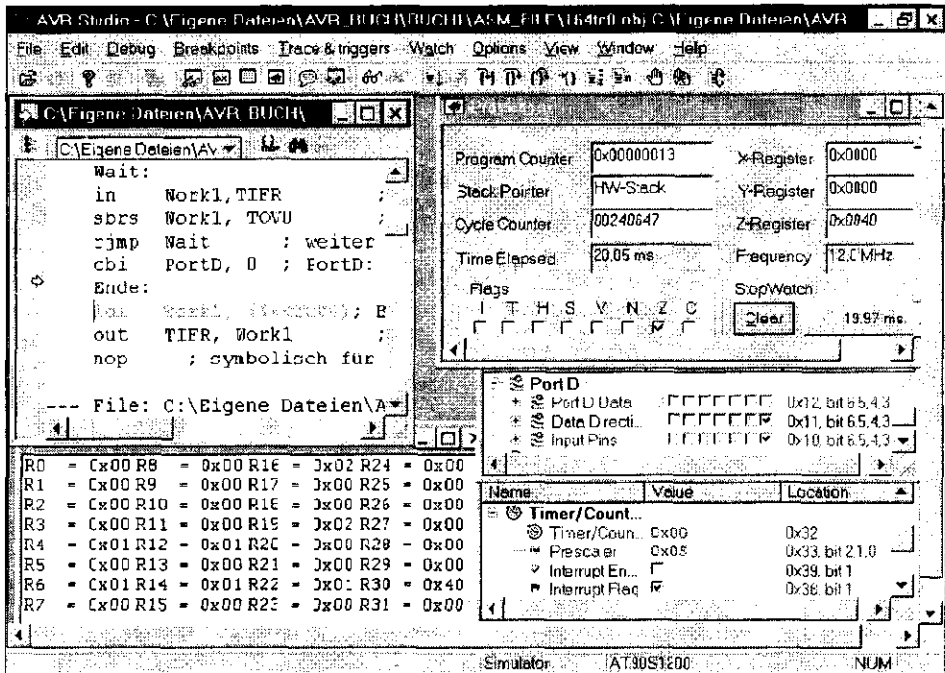 AVR Studio - C:\Eigene Dateien\AVR_BUCH\BUCH1\ASM_FILE\ C:\Eigene Dateien\AVR
File Edit Debug Breakpoints Trace & triggers Watch Options View Window Help
C:\Eigene Dateien\AVR_BUCH\
C:\Eigene Dateien\Av
Wait:
in Work1,TIFR ;
sbrs Work1, TOV0 ;
rjmp Wait ; weiter
cbi PortD, 0 ; PortD:
Ende:
; B
out TIFR, Work1 ;
nop ; symbolisch für
--- File: C:\Eigene Dateien\A
Program Counter 0x00000013 X-Register 0x0000
Stack Pointer HW-Stack Y-Register 0x0000
Cycle Counter 00240647 Z-Register 0x0040
Time Elapsed 20.05 ms Frequency 12.0 MHz
Flags StopWatch
I T H S V N Z C
Clear 19.97 ms
Port D
Port D Data 0x12, bit 6,5,4,3
Data Directi... 0x11, bit 6,5,4,3
Input Pins 0x10, bit 6,5,4,3
R0 = 0x00 R8 = 0x00 R16 = 0x02 R24 = 0x00
R1 = 0x00 R9 = 0x00 R17 = 0x00 R25 = 0x00
R2 = 0x00 R10 = 0x00 R18 = 0x00 R26 = 0x00
R3 = 0x00 R11 = 0x00 R19 = 0x02 R27 = 0x00
R4 = 0x01 R12 = 0x01 R20 = 0x00 R28 = 0x00
R5 = 0x00 R13 = 0x00 R21 = 0x00 R29 = 0x00
R6 = 0x01 R14 = 0x01 R22 = 0x01 R30 = 0x40
R7 = 0x00 R15 = 0x00 R23 = 0x00 R31 = 0x00
Name Value Location
Timer/Count...
Timer/Coun... 0x00 0x32
Prescaler 0x05 0x33, bit 2,1,0
Interrupt En... 0x39, bit 1
Interrupt Flag 0x38, bit 1
Simulator AT90S1200 NUM